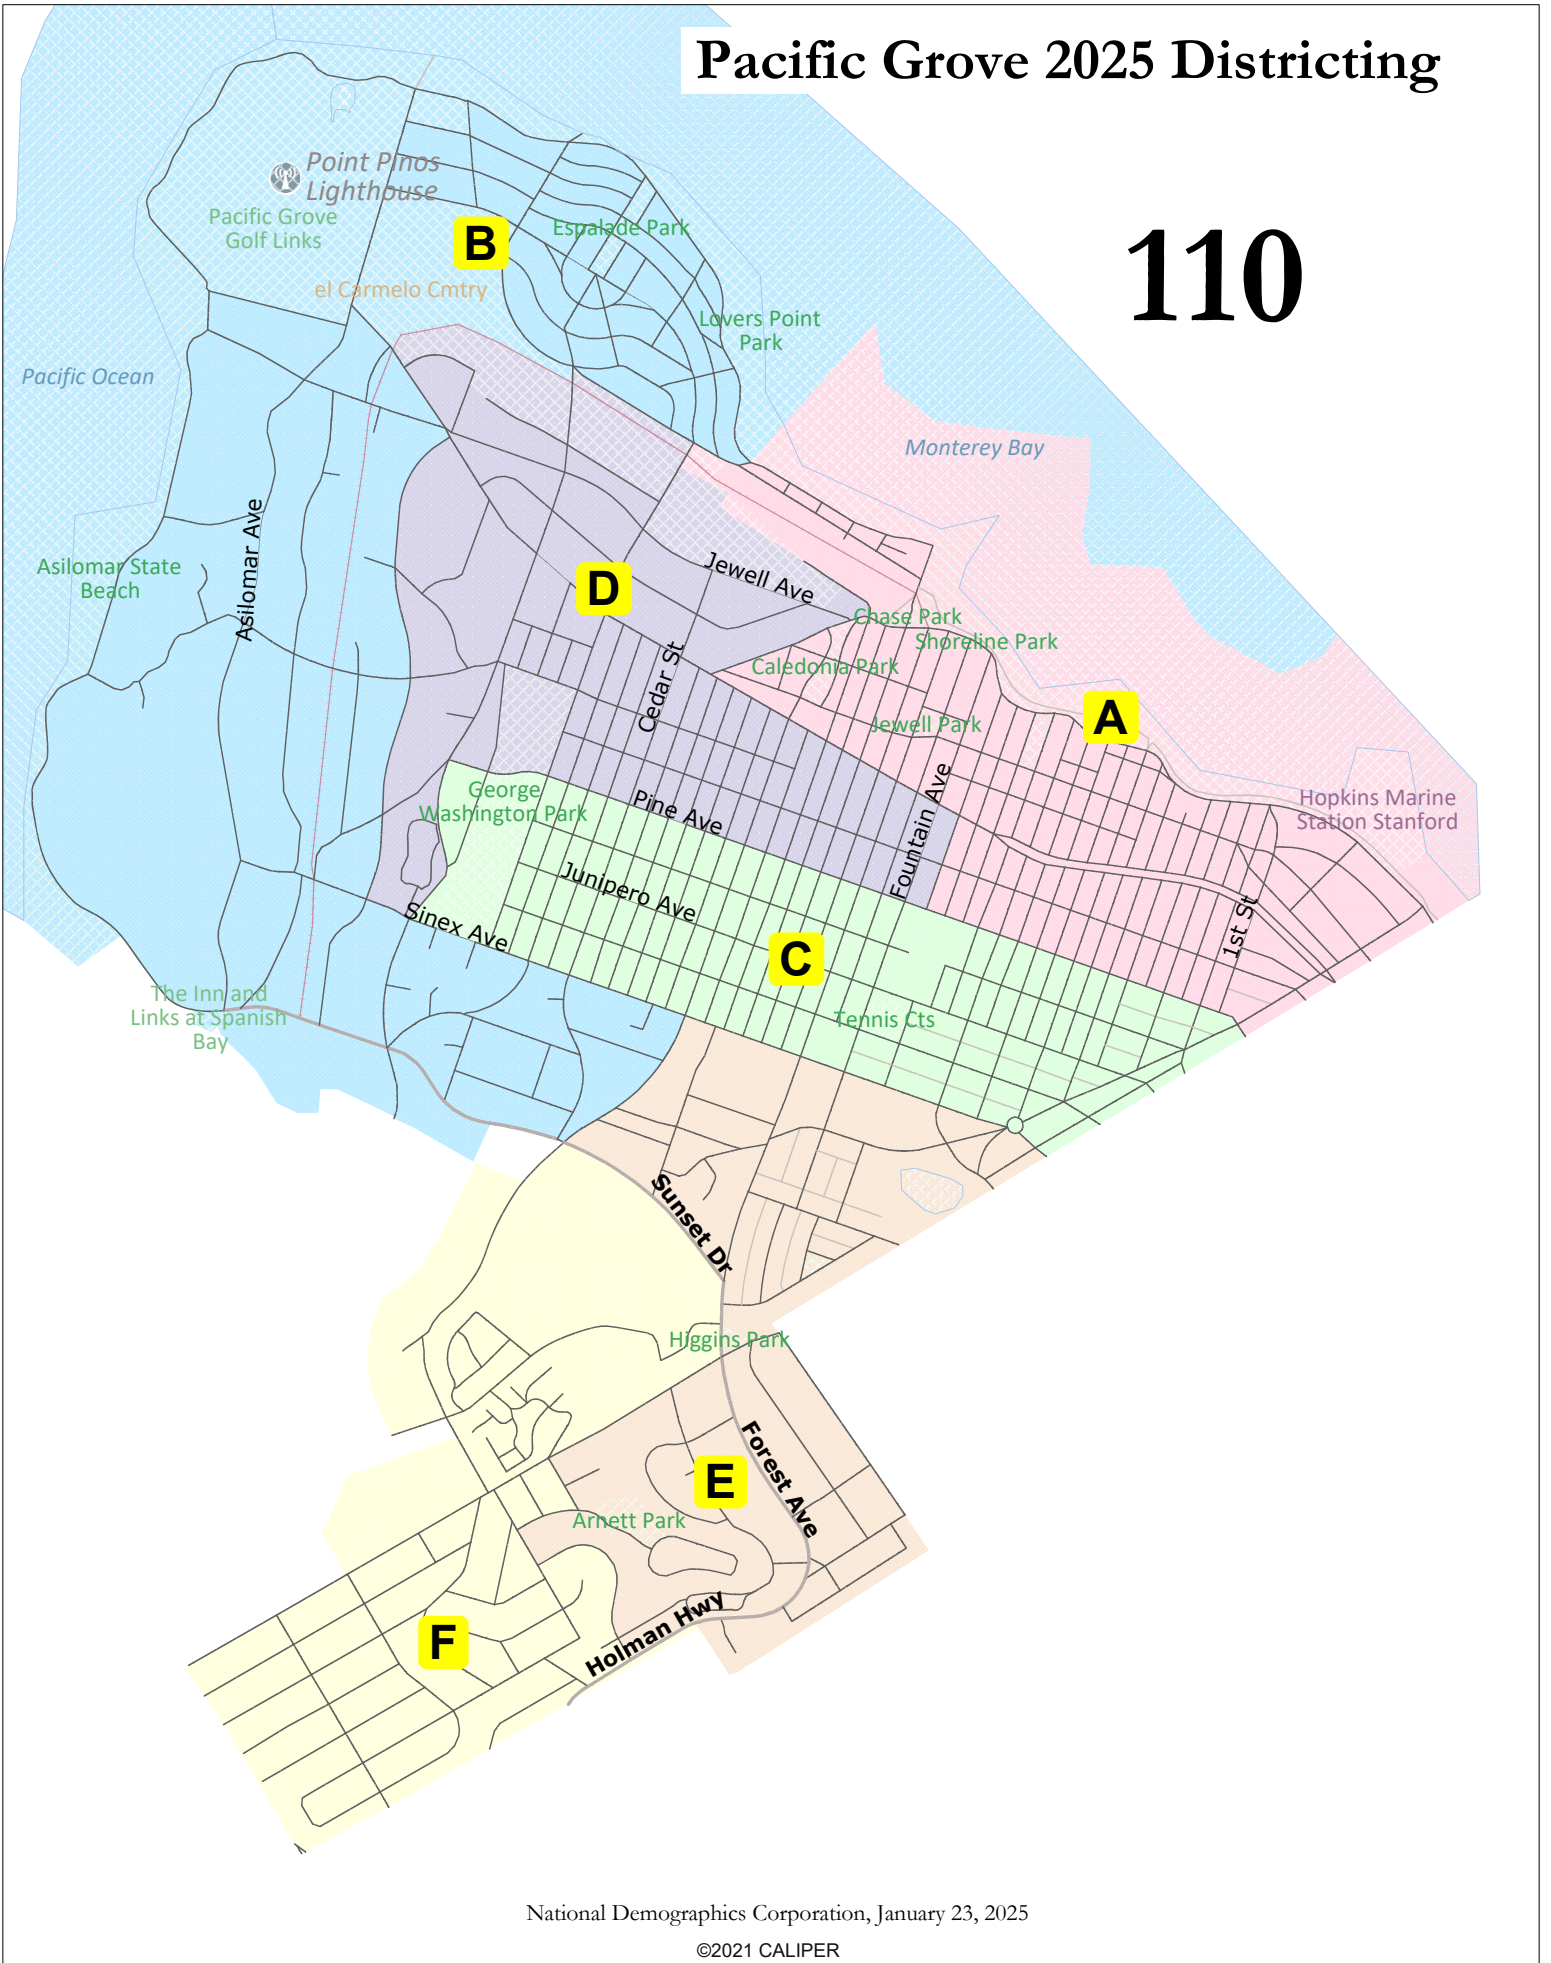 Pacific Grove 2025 Districting
110
Point Pinos
Lighthouse
Pacific Grove
Golf Links
B
Espalade Park
el Carmelo Cmtry
Lovers Point
Park
Pacific Ocean
Monterey Bay
Asilomar Ave
Asilomar State
Beach
D
Jewell Ave
Chase Park
Shoreline Park
Caledonia Park
Cedar St
Jewell Park
A
George
Washington Park
Pine Ave
Fountain Ave
Hopkins Marine
Station Stanford
Junipero Ave
Sinex Ave
1st St
C
The Inn and
Links at Spanish
Bay
Tennis Cts
Sunset Dr
Higgins Park
Forest Ave
E
Arnett Park
Holman Hwy
F
National Demographics Corporation, January 23, 2025
©2021 CALIPER